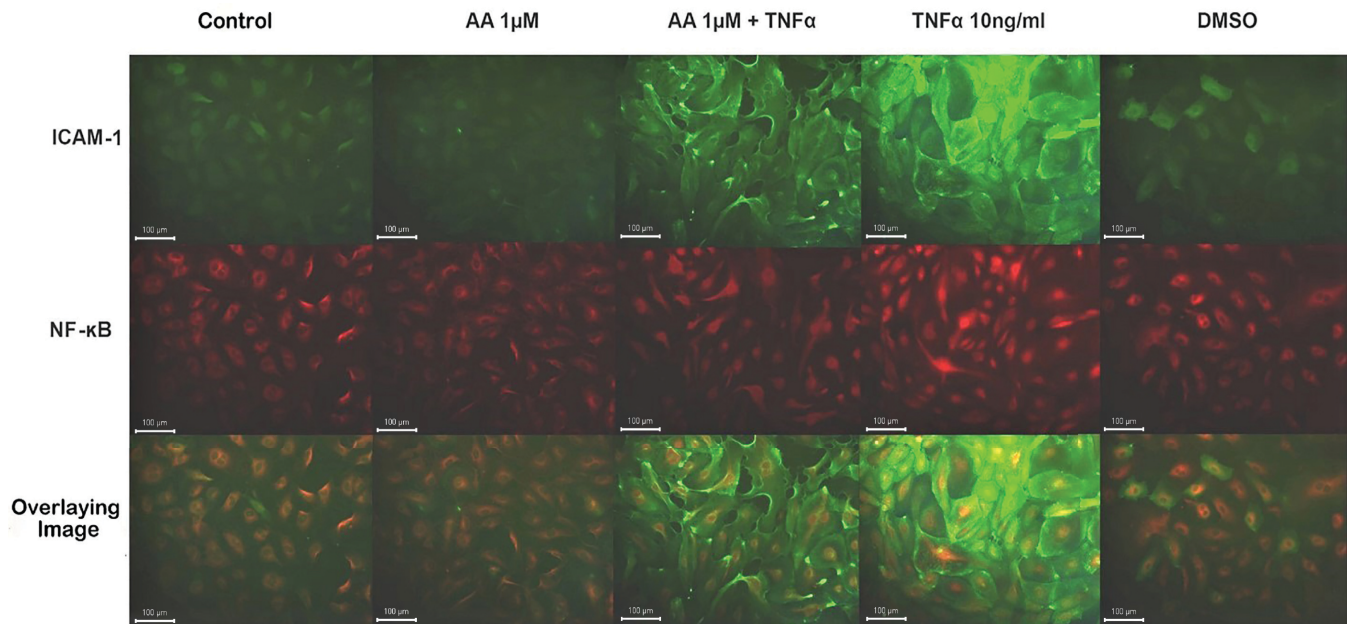 Control AA 1µM AA 1µM + TNFα TNFα 10ng/ml DMSO
ICAM-1
100 µm 100 µm 100 µm 100 µm 100 µm
NF-κB
100 µm 100 µm 100 µm 100 µm 100 µm
Overlaying
Image
100 µm 100 µm 100 µm 100 µm 100 µm